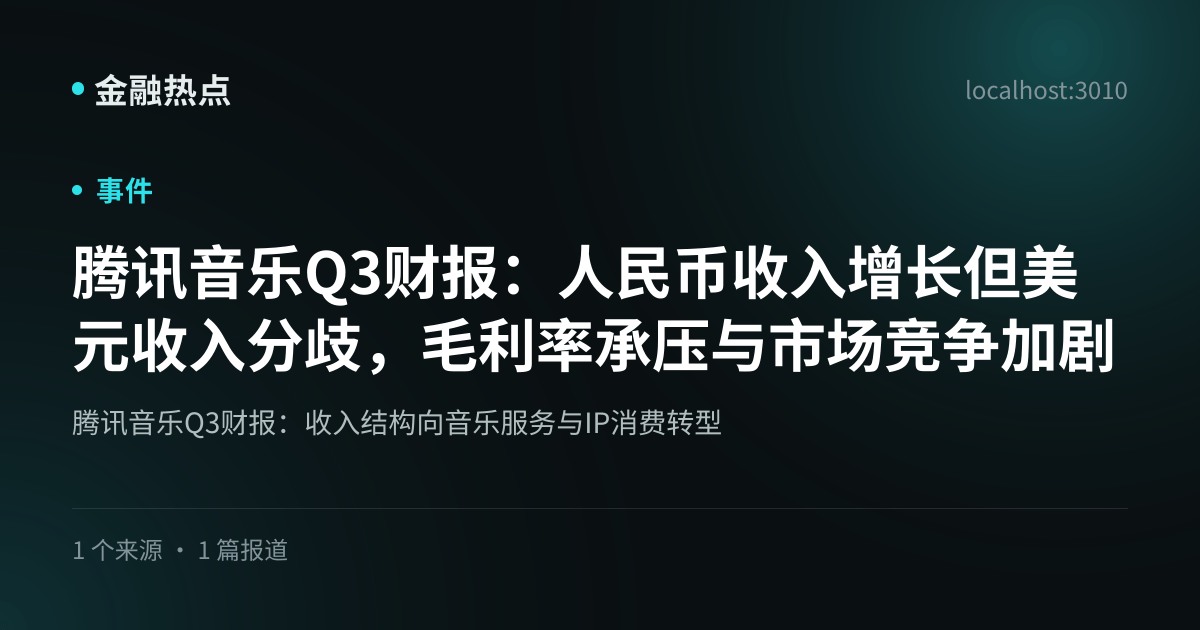 金融热点
localhost:3010
事件
腾讯音乐Q3财报：人民币收入增长但美
元收入分歧，毛利率承压与市场竞争加剧
腾讯音乐Q3财报：收入结构向音乐服务与IP消费转型
1 个来源 · 1 篇报道